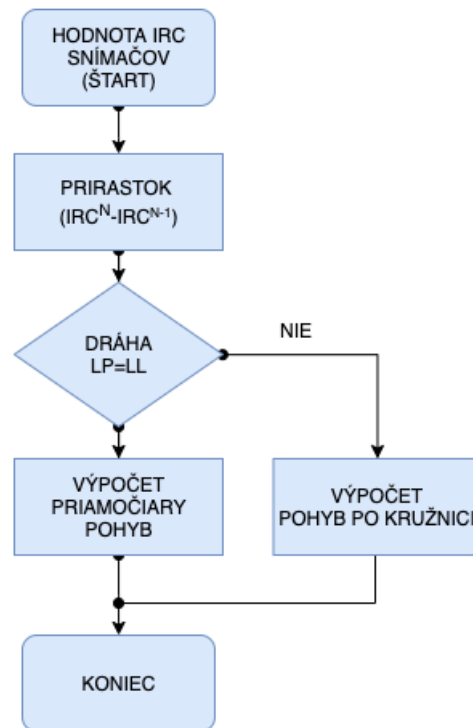 HODNOTA IRC
SNÍMAČOV
(ŠTART)
PRIRASTOK
(IRC^N-IRC^N-1)
DRÁHA
LP=LL
NIE
VÝPOČET
PRIAMOČIARY
POHYB
VÝPOČET
POHYB PO KRUŽNICI
KONIEC